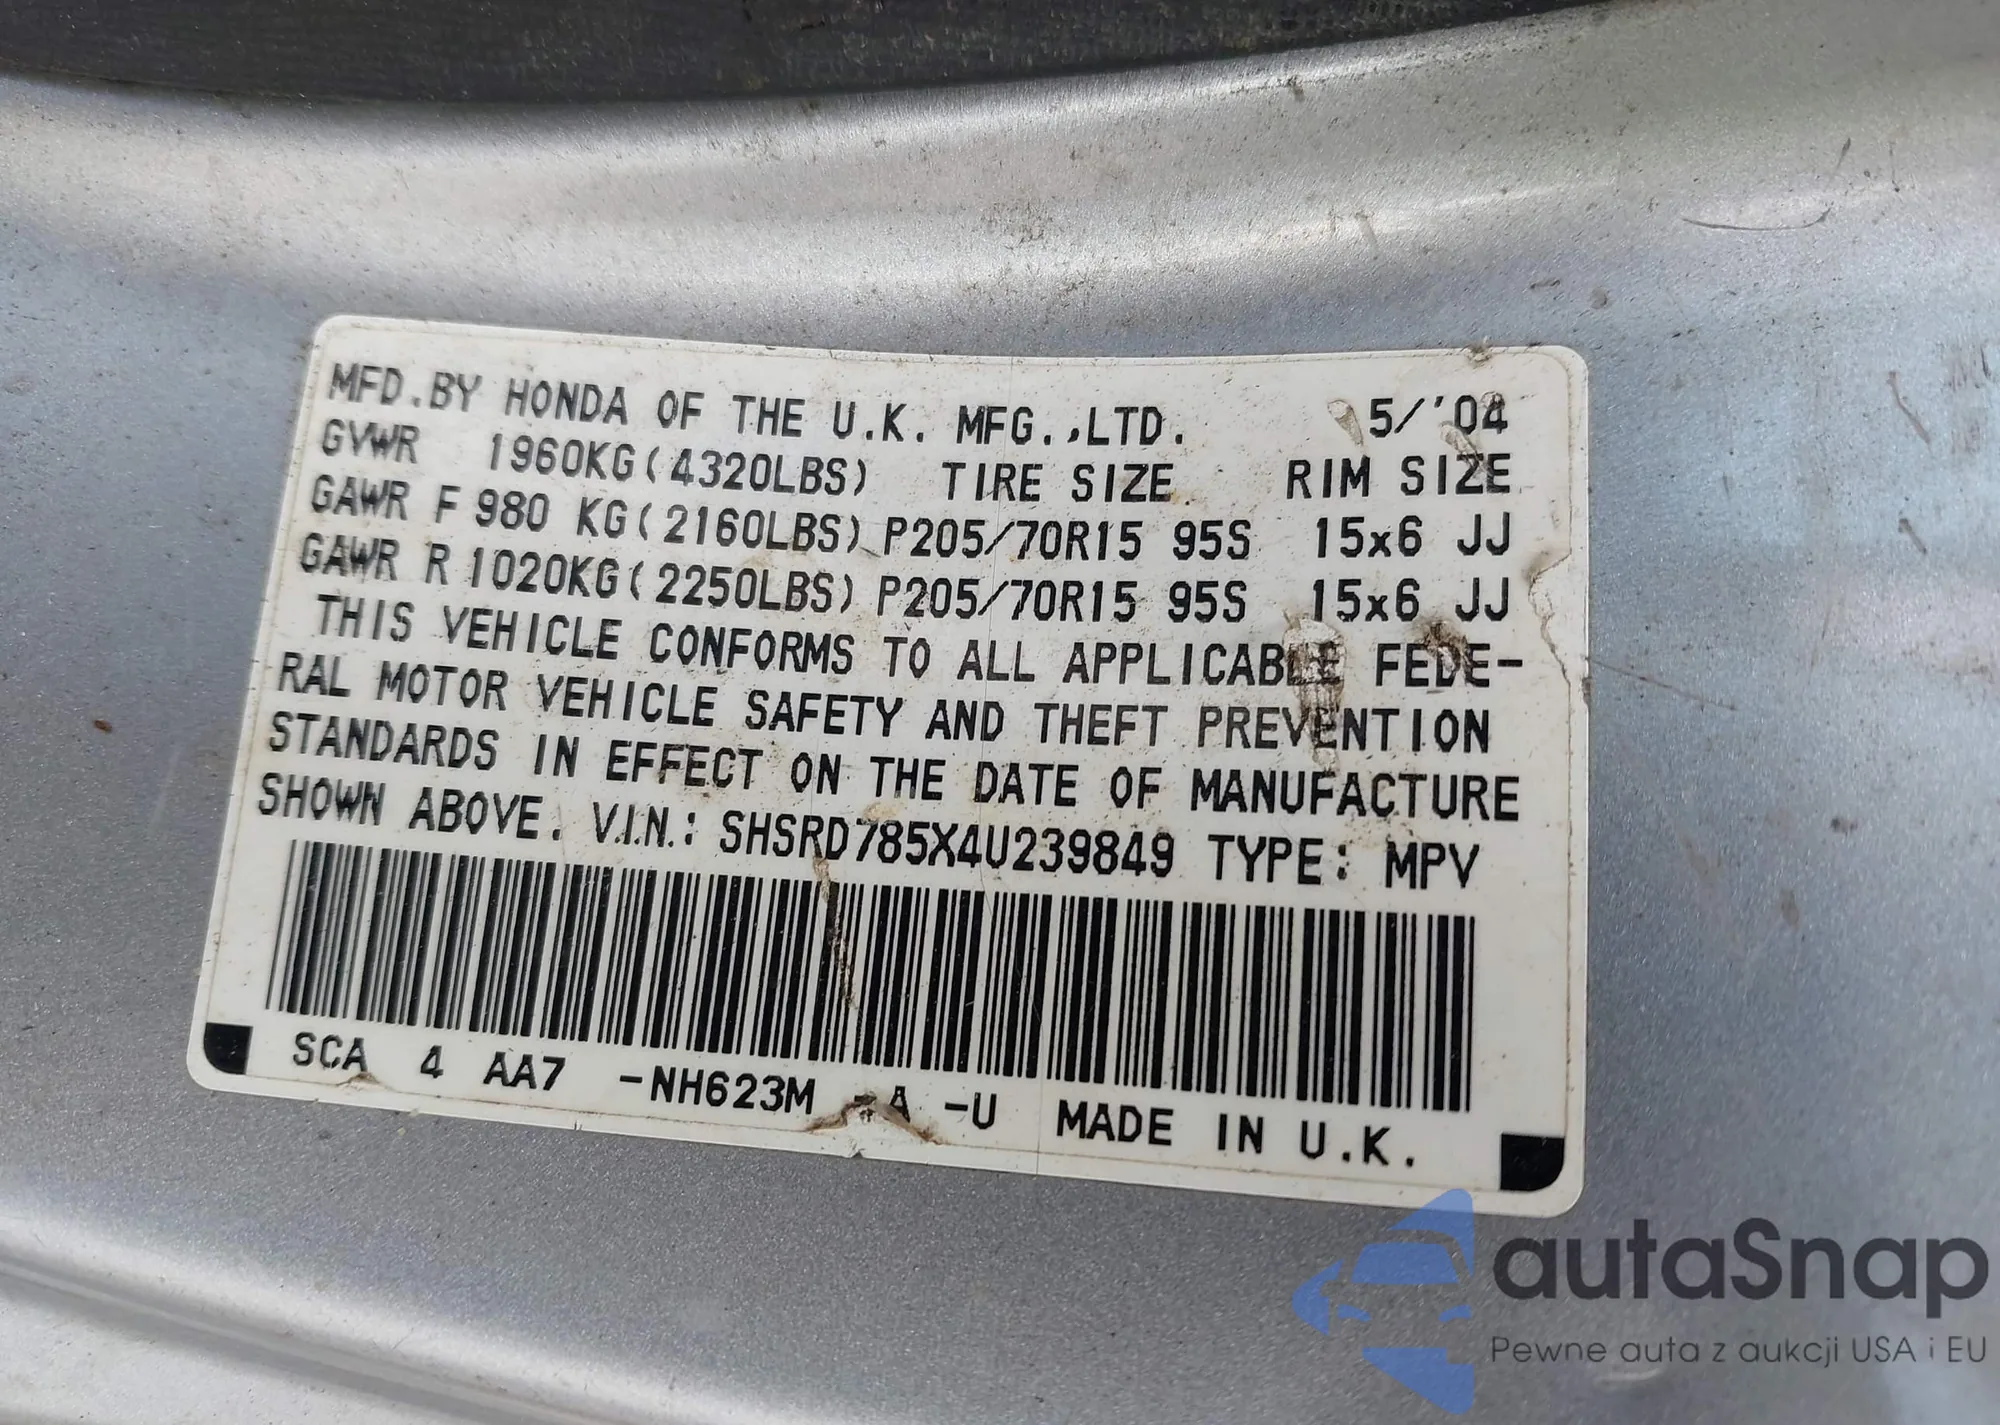 MFD.BY HONDA OF THE U.K. MFG.,LTD. 5/'04
GVWR 1960KG(4320LBS) TIRE SIZE RIM SIZE
GAWR F 980 KG(2160LBS) P205/70R15 95S 15x6 JJ
GAWR R 1020KG(2250LBS) P205/70R15 95S 15x6 JJ
THIS VEHICLE CONFORMS TO ALL APPLICABLE FEDE-
RAL MOTOR VEHICLE SAFETY AND THEFT PREVENTION
STANDARDS IN EFFECT ON THE DATE OF MANUFACTURE
SHOWN ABOVE. V.I.N.: SHSRD785X4U239849 TYPE: MPV
SCA 4 AA7 -NH623M -A -U MADE IN U.K.
autaSnap
Pewne auta z aukcji USA i EU